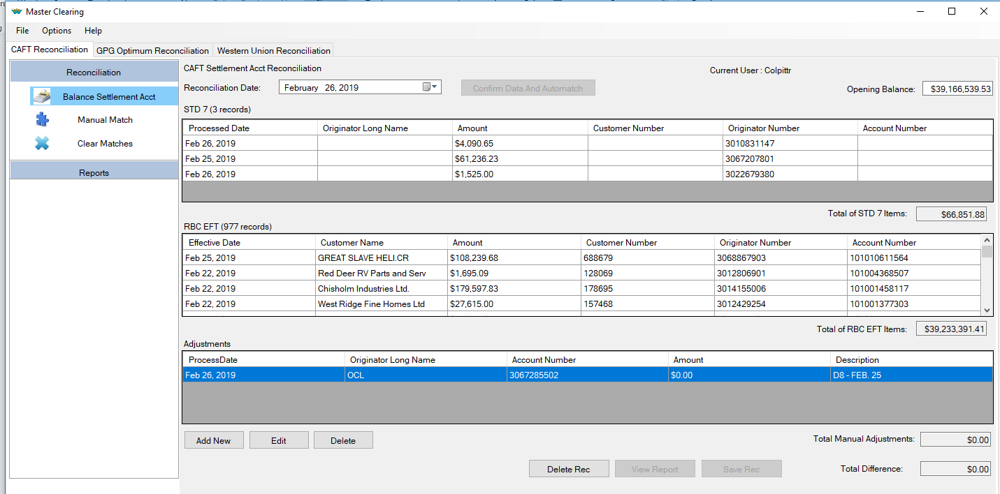 Master Clearing
File Options Help
CAFT Reconciliation GPG Optimum Reconciliation Western Union Reconciliation
Reconciliation
Balance Settlement Acct
Manual Match
Clear Matches
Reports
CAFT Settlement Acct Reconciliation
Current User : Colpittr
Reconciliation Date: February 26, 2019 Confirm Data And Automatch
Opening Balance: $39,166,539.53
STD 7 (3 records)
Processed Date Originator Long Name Amount Customer Number Originator Number Account Number
Feb 26, 2019 $4,090.65 3010831147
Feb 25, 2019 $61,236.23 3067207801
Feb 26, 2019 $1,525.00 3022679380
Total of STD 7 Items: $66,851.88
RBC EFT (977 records)
Effective Date Customer Name Amount Customer Number Originator Number Account Number
Feb 25, 2019 GREAT SLAVE HELI.CR $108,239.68 688679 3068867903 101010611564
Feb 22, 2019 Red Deer RV Parts and Serv $1,695.09 128069 3012806901 101004368507
Feb 22, 2019 Chisholm Industries Ltd. $179,597.83 178695 3014155006 101001458117
Feb 22, 2019 West Ridge Fine Homes Ltd $27,615.00 157468 3012429254 101001377303
Total of RBC EFT Items: $39,233,391.41
Adjustments
ProcessDate Originator Long Name Account Number Amount Description
Feb 26, 2019 OCL 3067285502 $0.00 D8 - FEB. 25
Add New Edit Delete
Total Manual Adjustments: $0.00
Delete Rec View Report Save Rec
Total Difference: $0.00